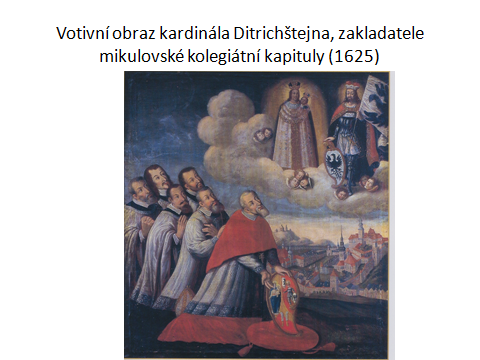 Votivní obraz kardinála Ditrichštejna, zakladatele
mikulovské kolegiátní kapituly (1625)